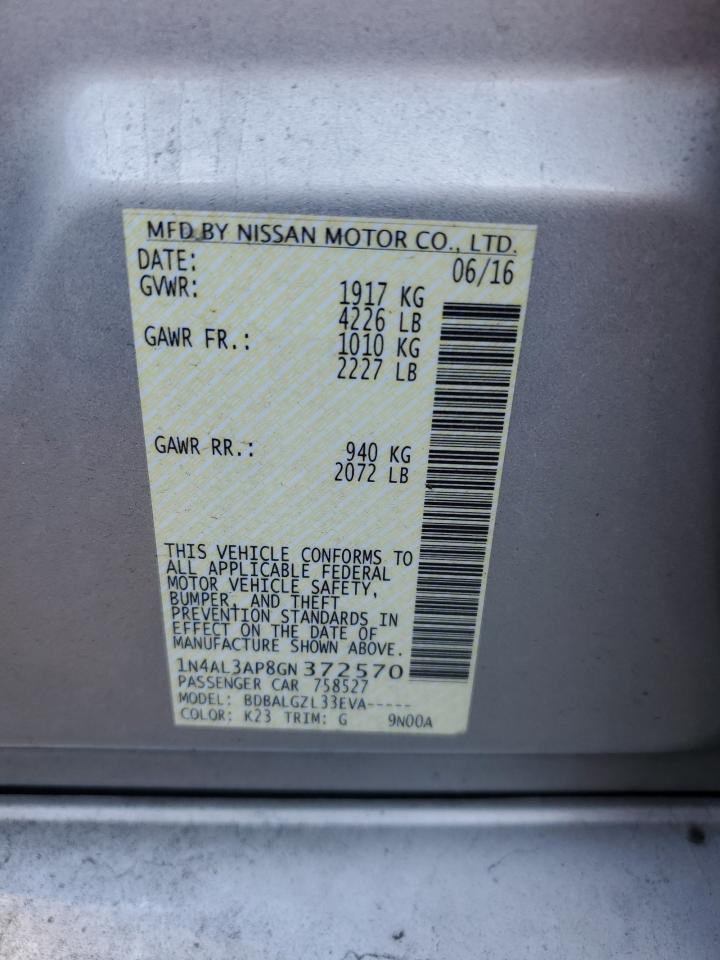 MFD BY NISSAN MOTOR CO., LTD.
DATE: 06/16
GVWR: 1917 KG
4226 LB
GAWR FR.: 1010 KG
2227 LB
GAWR RR.: 940 KG
2072 LB
THIS VEHICLE CONFORMS TO
ALL APPLICABLE FEDERAL
MOTOR VEHICLE SAFETY,
BUMPER, AND THEFT
PREVENTION STANDARDS IN
EFFECT ON THE DATE OF
MANUFACTURE SHOWN ABOVE.
1N4AL3AP8GN372570
PASSENGER CAR 758527
MODEL: BDBALGZL33EVA-----
COLOR: K23 TRIM: G 9N00A